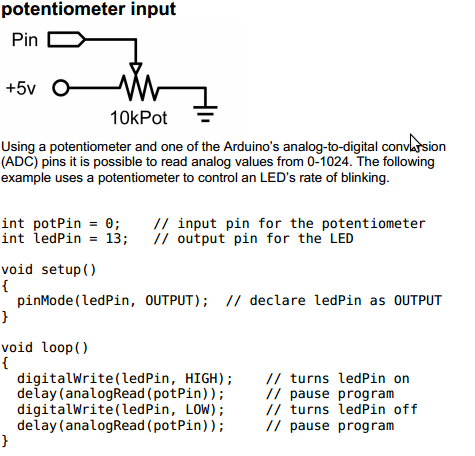 potentiometer input
Pin
+5v
10kPot
Using a potentiometer and one of the Arduino's analog-to-digital conversion
(ADC) pins it is possible to read analog values from 0-1024. The following
example uses a potentiometer to control an LED's rate of blinking.
int potPin = 0;    // input pin for the potentiometer
int ledPin = 13;   // output pin for the LED
void setup()
{
  pinMode(ledPin, OUTPUT);  // declare ledPin as OUTPUT
}
void loop()
{
  digitalWrite(ledPin, HIGH);    // turns ledPin on
  delay(analogRead(potPin));     // pause program
  digitalWrite(ledPin, LOW);     // turns ledPin off
  delay(analogRead(potPin));     // pause program
}